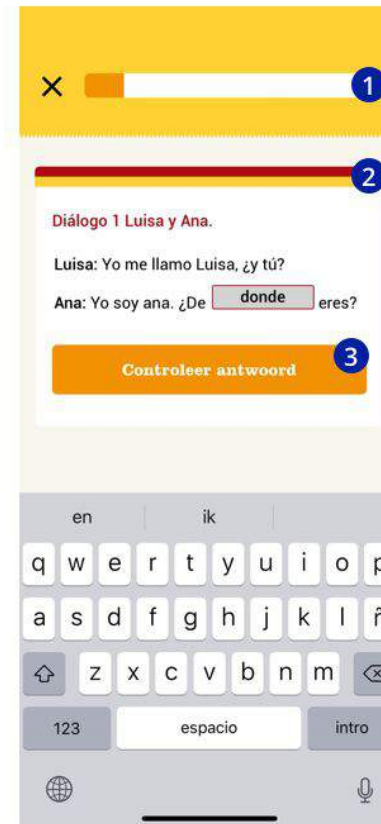 1
2
Diálogo 1 Luisa y Ana.
Luisa: Yo me llamo Luisa, ¿y tú?
Ana: Yo soy ana. ¿De donde eres?
3
Controleer antwoord
en ik
q w e r t y u i o p
a s d f g h j k l ñ
z x c v b n m
123 espacio intro